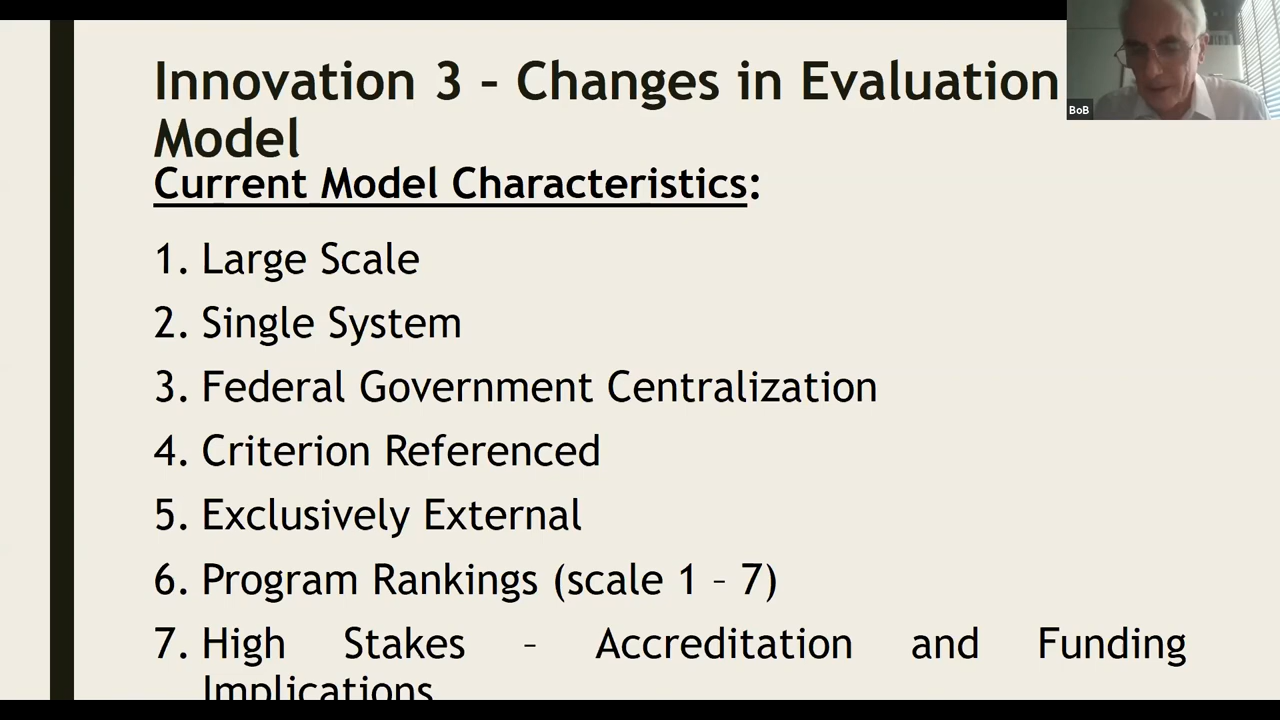 Innovation 3 – Changes in Evaluation
Model
Current Model Characteristics:
1. Large Scale
2. Single System
3. Federal Government Centralization
4. Criterion Referenced
5. Exclusively External
6. Program Rankings (scale 1 – 7)
7. High Stakes – Accreditation and Funding
Implications
BoB